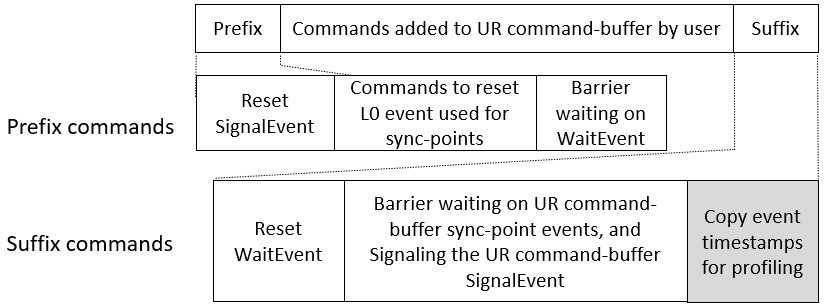 Prefix
Commands added to UR command-buffer by user
Suffix
Prefix commands
Reset
SignalEvent
Commands to reset
L0 event used for
sync-points
Barrier
waiting on
WaitEvent
Suffix commands
Reset
WaitEvent
Barrier waiting on UR command-
buffer sync-point events, and
Signaling the UR command-buffer
SignalEvent
Copy event
timestamps
for profiling